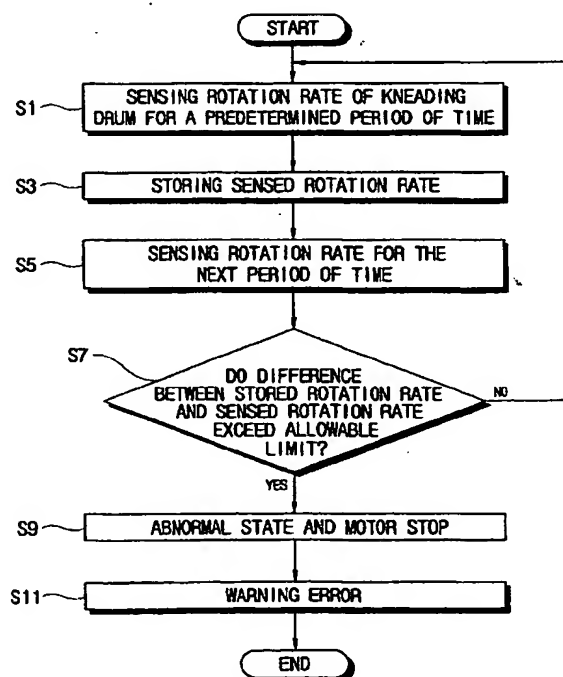 START
S1
SENSING ROTATION RATE OF KNEADING
DRUM FOR A PREDETERMINED PERIOD OF TIME
S3
STORING SENSED ROTATION RATE
S5
SENSING ROTATION RATE FOR THE
NEXT PERIOD OF TIME
S7
DO DIFFERENCE
BETWEEN STORED ROTATION RATE
AND SENSED ROTATION RATE
EXCEED ALLOWABLE
LIMIT?
NO
YES
S9
ABNORMAL STATE AND MOTOR STOP
S11
WARNING ERROR
END